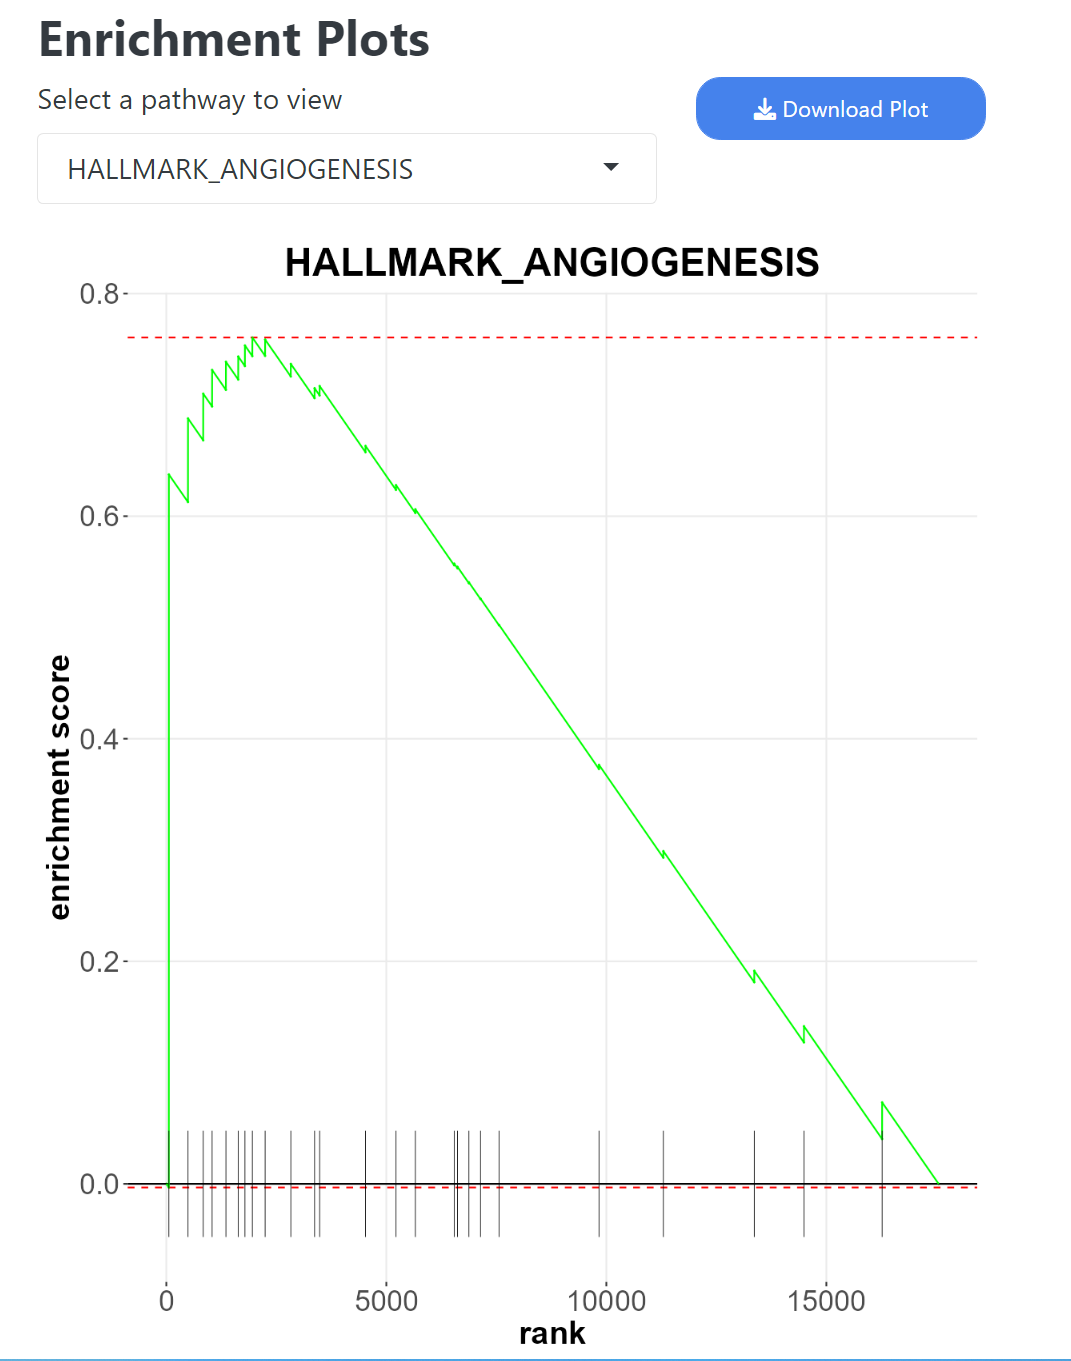 Enrichment Plots
Select a pathway to view
Download Plot
HALLMARK_ANGIOGENESIS
HALLMARK_ANGIOGENESIS
0.8
0.6
0.4
0.2
0.0
enrichment score
0 5000 10000 15000
rank